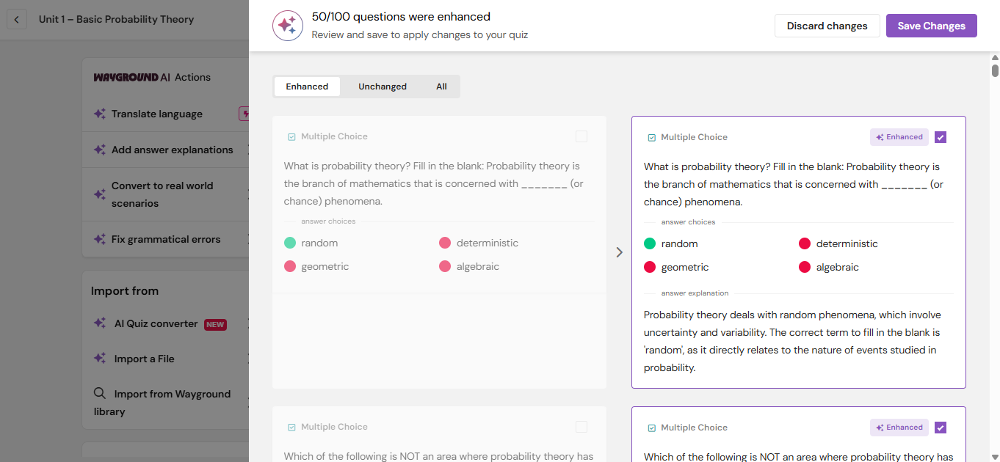 Unit 1 – Basic Probability Theory
50/100 questions were enhanced
Review and save to apply changes to your quiz
Discard changes
Save Changes
WAYGROUND AI Actions
Translate language
Add answer explanations
Convert to real world
scenarios
Fix grammatical errors
Import from
AI Quiz converter NEW
Import a File
Import from Wayground
library
Enhanced
Unchanged
All
Multiple Choice
What is probability theory? Fill in the blank: Probability theory is
the branch of mathematics that is concerned with _______ (or
chance) phenomena.
answer choices
random
deterministic
geometric
algebraic
Multiple Choice
Enhanced
What is probability theory? Fill in the blank: Probability theory is
the branch of mathematics that is concerned with _______ (or
chance) phenomena.
answer choices
random
deterministic
geometric
algebraic
answer explanation
Probability theory deals with random phenomena, which involve
uncertainty and variability. The correct term to fill in the blank is
'random', as it directly relates to the nature of events studied in
probability.
Multiple Choice
Which of the following is NOT an area where probability theory has
Multiple Choice
Enhanced
Which of the following is NOT an area where probability theory has